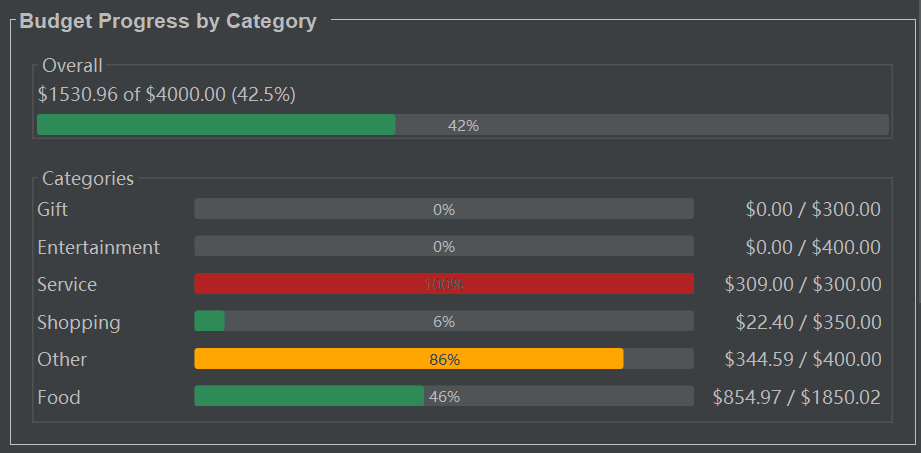 Budget Progress by Category
Overall
$1530.96 of $4000.00 (42.5%)
42%
Categories
Gift 0% $0.00 / $300.00
Entertainment 0% $0.00 / $400.00
Service 100% $309.00 / $300.00
Shopping 6% $22.40 / $350.00
Other 86% $344.59 / $400.00
Food 46% $854.97 / $1850.02